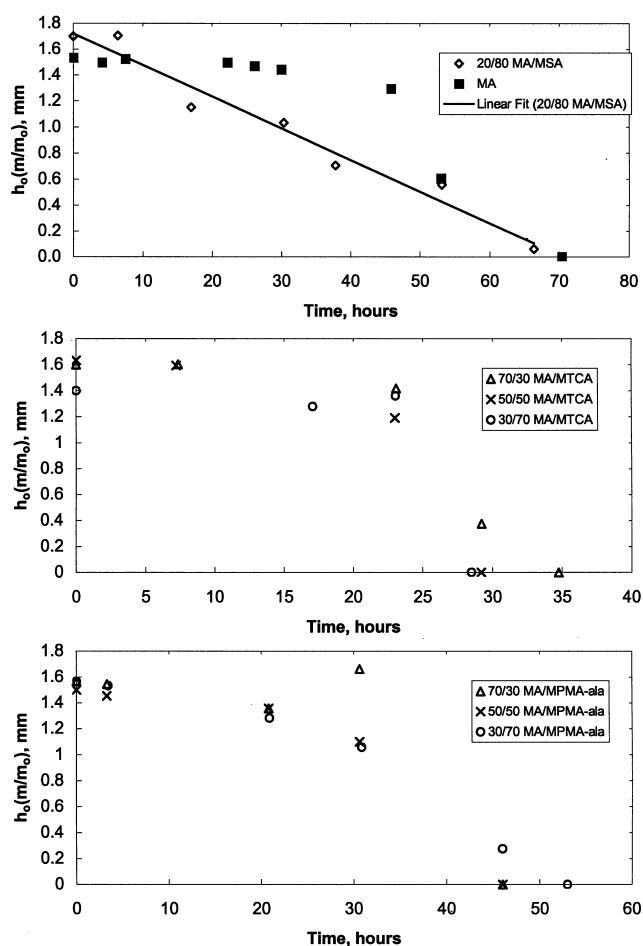 1.8
1.6
1.4
1.2
1.0
0.8
0.6
0.4
0.2
0.0
hₒ(m/mₒ), mm
20/80 MA/MSA
MA
Linear Fit (20/80 MA/MSA)
0 10 20 30 40 50 60 70 80
Time, hours
1.8
1.6
1.4
1.2
1
0.8
0.6
0.4
0.2
0
hₒ(m/mₒ), mm
70/30 MA/MTCA
50/50 MA/MTCA
30/70 MA/MTCA
0 5 10 15 20 25 30 35 40
Time, hours
1.8
1.6
1.4
1.2
1
0.8
0.6
0.4
0.2
0
hₒ(m/mₒ), mm
70/30 MA/MPMA-ala
50/50 MA/MPMA-ala
30/70 MA/MPMA-ala
0 10 20 30 40 50 60
Time, hours